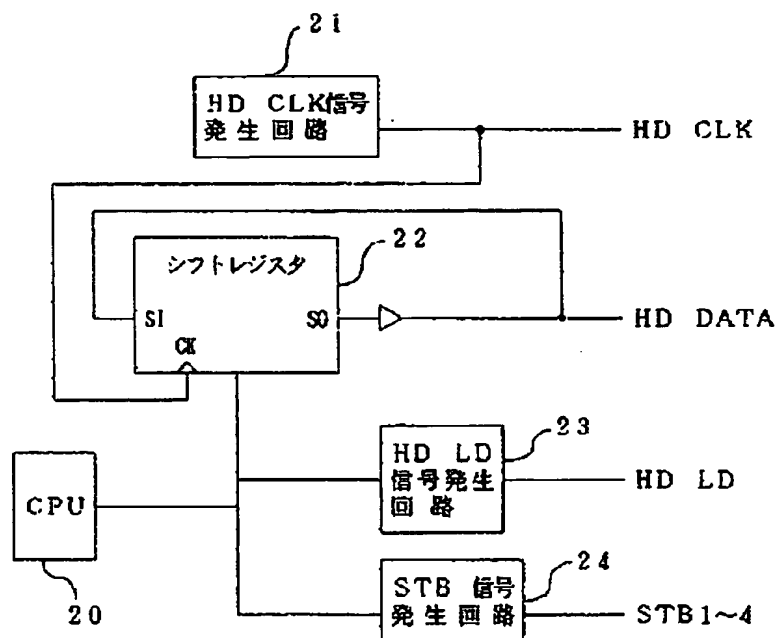 21
HD CLK信号
発生回路
HD CLK
22
シフトレジスタ
SI
SO
HD DATA
CK
23
HD LD
信号発生
回路
HD LD
CPU
20
24
STB 信号
発生回路
STB1~4